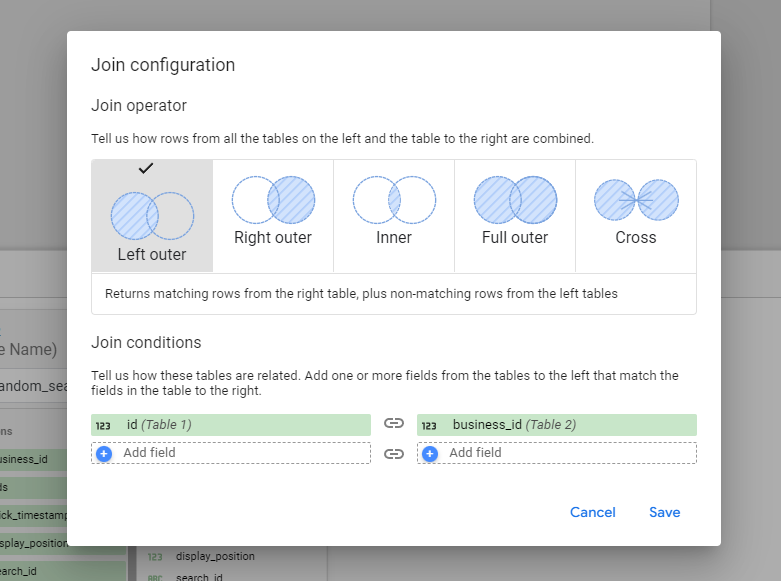 Join configuration
Join operator
Tell us how rows from all the tables on the left and the table to the right are combined.
Left outer
Right outer
Inner
Full outer
Cross
Returns matching rows from the right table, plus non-matching rows from the left tables
Join conditions
Tell us how these tables are related. Add one or more fields from the tables to the left that match the
fields in the table to the right.
123 id (Table 1)
123 business_id (Table 2)
Add field
Add field
Cancel
Save
e Name)
andom_sea
ns
usiness_id
ds
ick_timestamp
splay_position
earch_id
123 display_position
ABC search_id